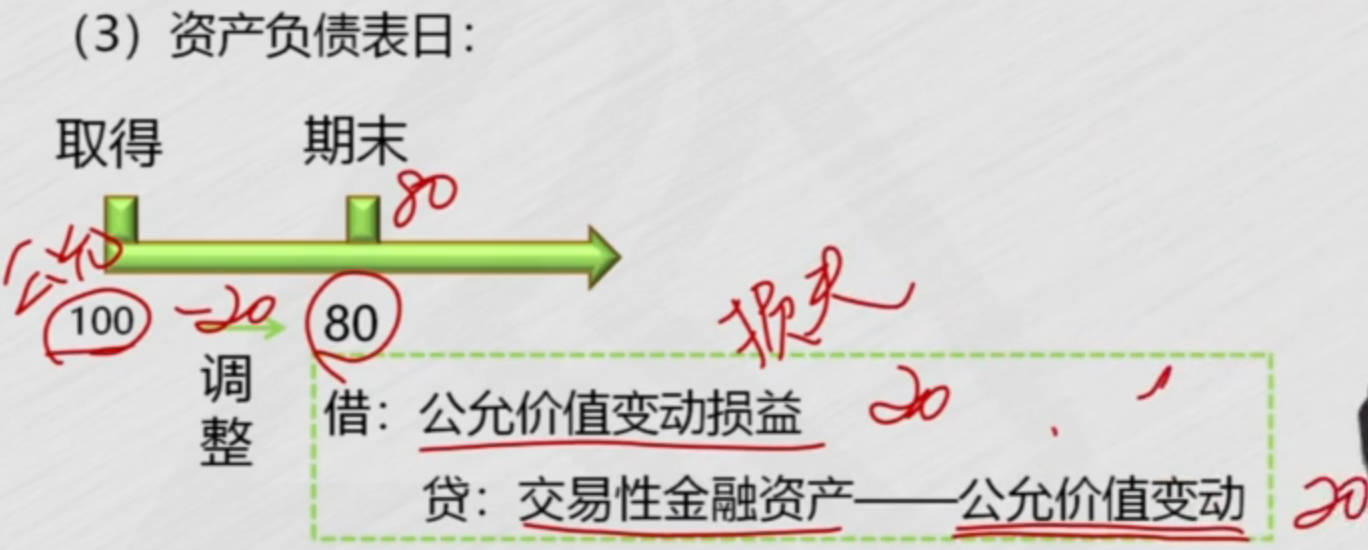 （3）资产负债表日：
取得 期末
80
公允
100 -20 80
调整
损失
借：公允价值变动损益 20
贷：交易性金融资产——公允价值变动 20